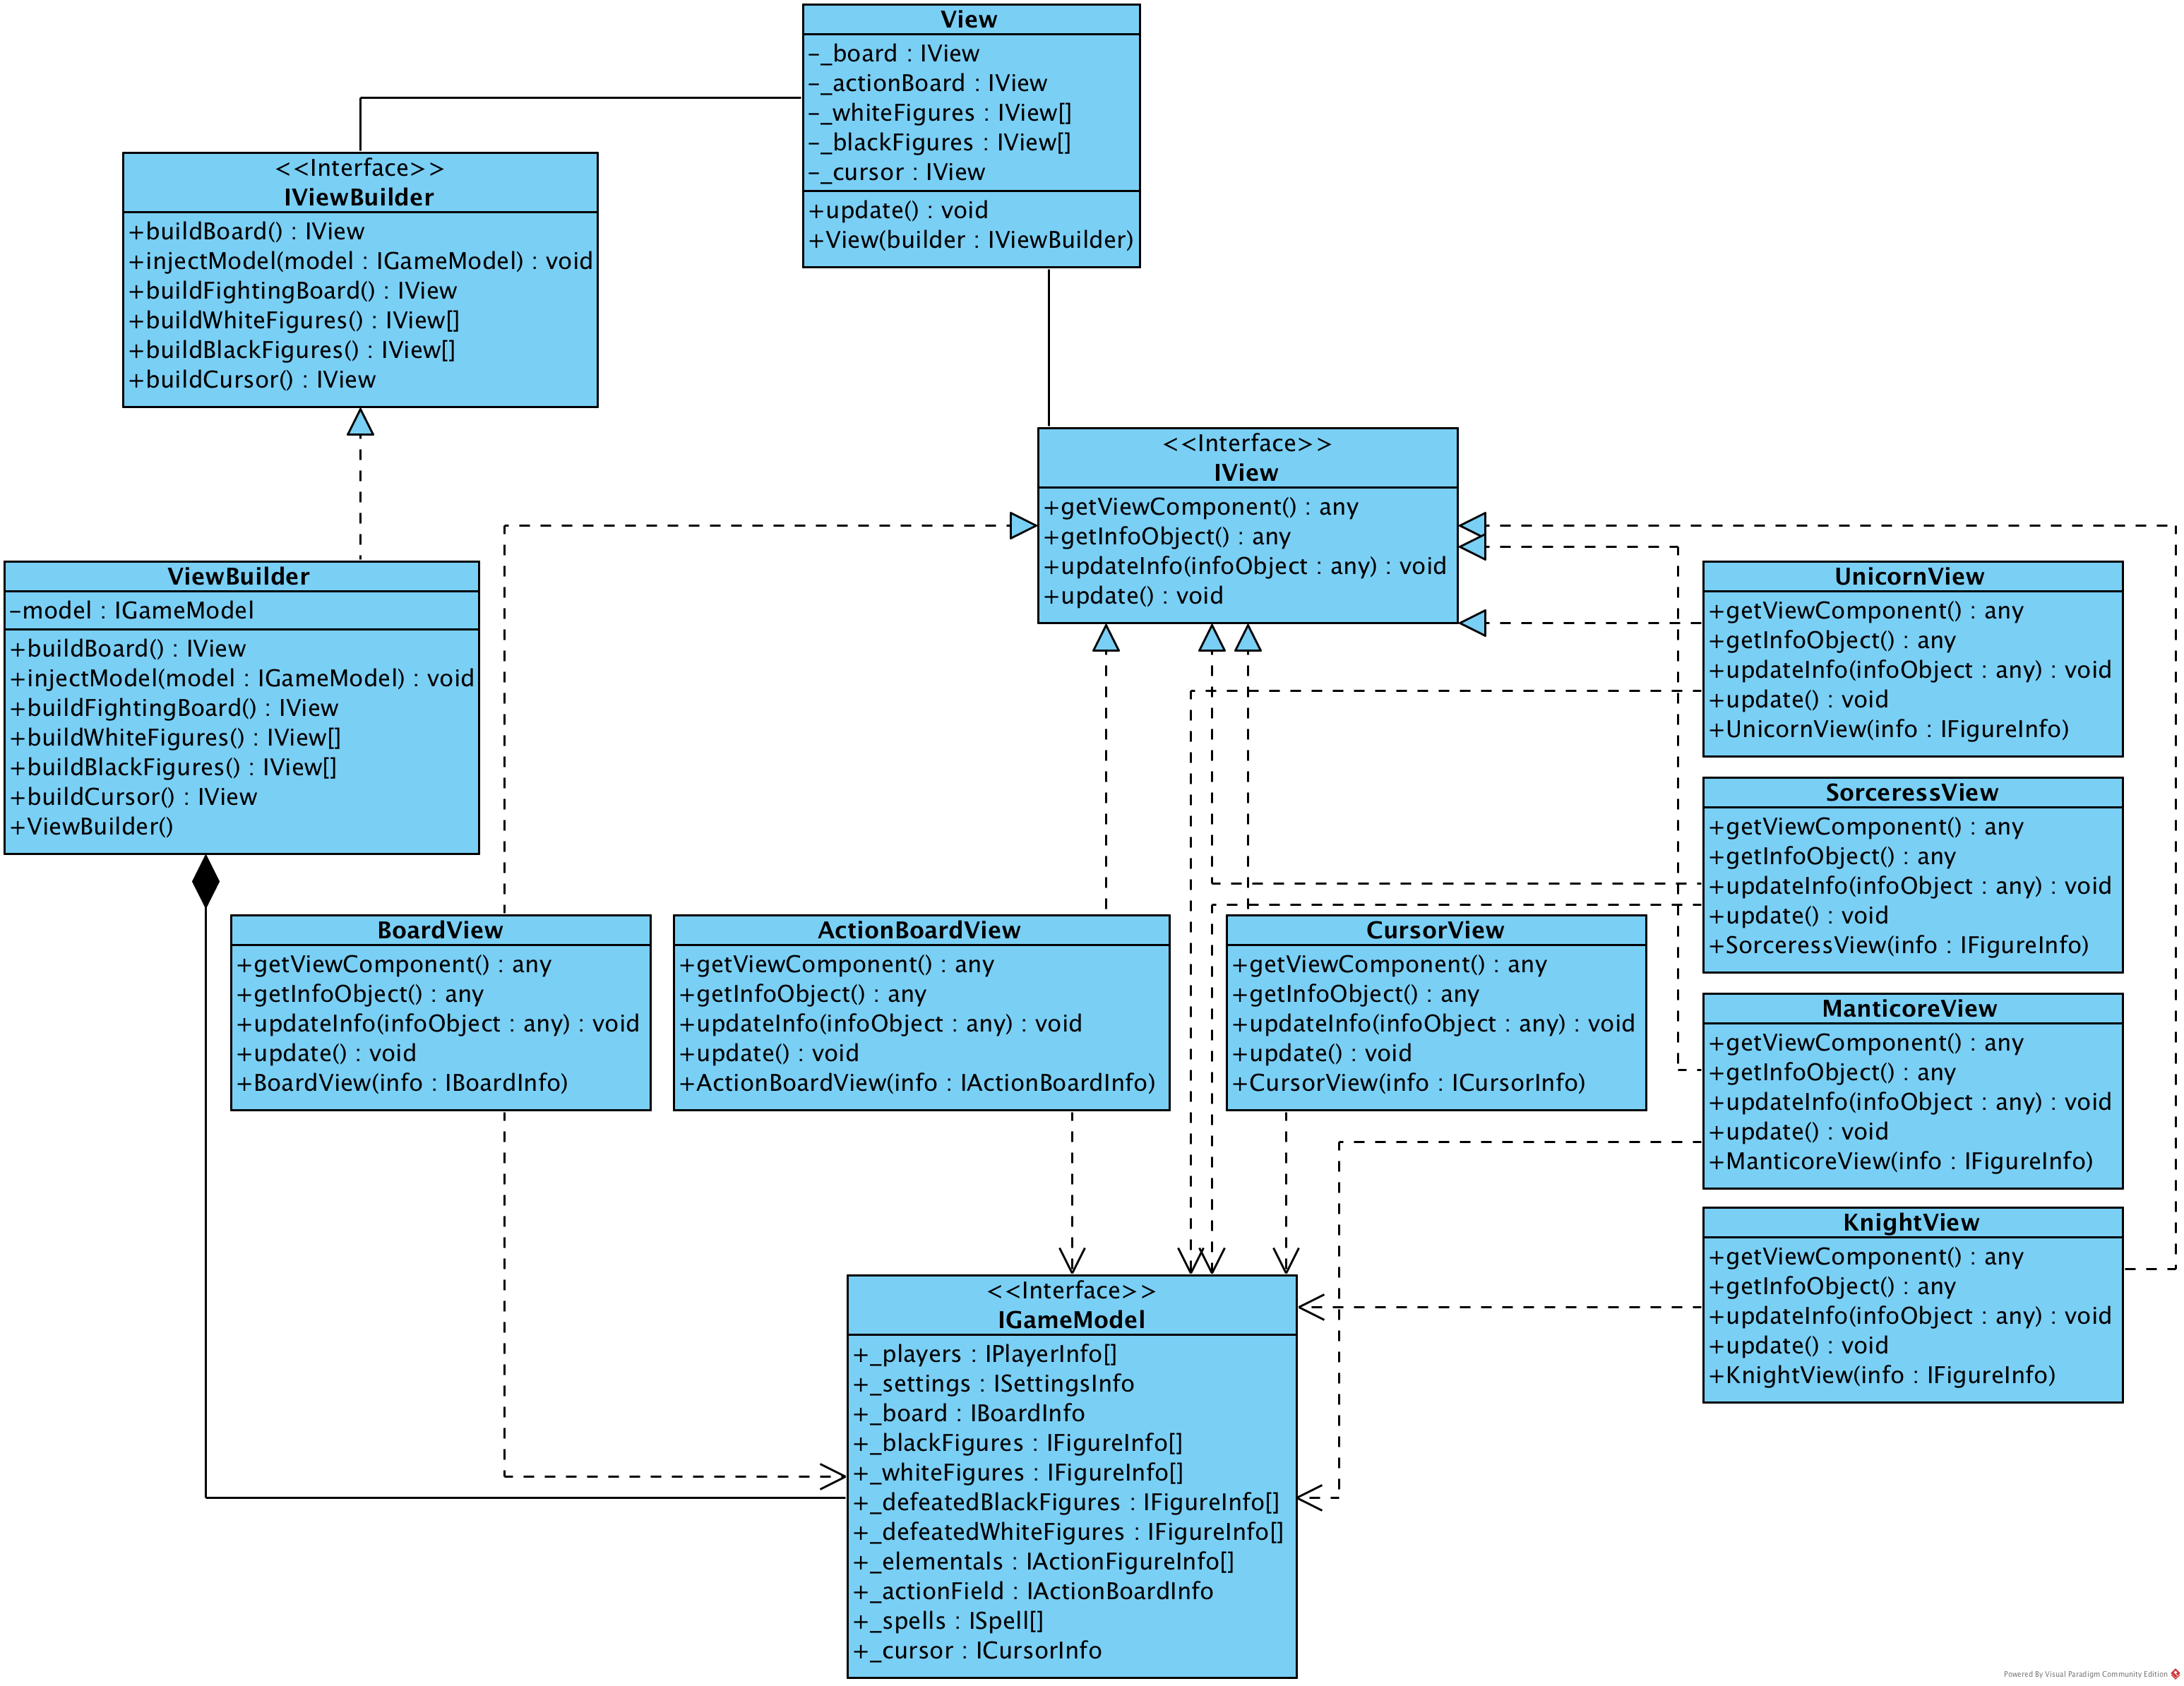 View
-_board : IView
-_actionBoard : IView
-_whiteFigures : IView[]
-_blackFigures : IView[]
-_cursor : IView
+update() : void
+View(builder : IViewBuilder)
<<Interface>>
IViewBuilder
+buildBoard() : IView
+injectModel(model : IGameModel) : void
+buildFightingBoard() : IView
+buildWhiteFigures() : IView[]
+buildBlackFigures() : IView[]
+buildCursor() : IView
<<Interface>>
IView
+getViewComponent() : any
+getInfoObject() : any
+updateInfo(infoObject : any) : void
+update() : void
ViewBuilder
-model : IGameModel
+buildBoard() : IView
+injectModel(model : IGameModel) : void
+buildFightingBoard() : IView
+buildWhiteFigures() : IView[]
+buildBlackFigures() : IView[]
+buildCursor() : IView
+ViewBuilder()
UnicornView
+getViewComponent() : any
+getInfoObject() : any
+updateInfo(infoObject : any) : void
+update() : void
+UnicornView(info : IFigureInfo)
SorceressView
+getViewComponent() : any
+getInfoObject() : any
+updateInfo(infoObject : any) : void
+update() : void
+SorceressView(info : IFigureInfo)
BoardView
+getViewComponent() : any
+getInfoObject() : any
+updateInfo(infoObject : any) : void
+update() : void
+BoardView(info : IBoardInfo)
ActionBoardView
+getViewComponent() : any
+getInfoObject() : any
+updateInfo(infoObject : any) : void
+update() : void
+ActionBoardView(info : IActionBoardInfo)
CursorView
+getViewComponent() : any
+getInfoObject() : any
+updateInfo(infoObject : any) : void
+update() : void
+CursorView(info : ICursorInfo)
ManticoreView
+getViewComponent() : any
+getInfoObject() : any
+updateInfo(infoObject : any) : void
+update() : void
+ManticoreView(info : IFigureInfo)
KnightView
+getViewComponent() : any
+getInfoObject() : any
+updateInfo(infoObject : any) : void
+update() : void
+KnightView(info : IFigureInfo)
<<Interface>>
IGameModel
+_players : IPlayerInfo[]
+_settings : ISettingsInfo
+_board : IBoardInfo
+_blackFigures : IFigureInfo[]
+_whiteFigures : IFigureInfo[]
+_defeatedBlackFigures : IFigureInfo[]
+_defeatedWhiteFigures : IFigureInfo[]
+_elementals : IActionFigureInfo[]
+_actionField : IActionBoardInfo
+_spells : ISpell[]
+_cursor : ICursorInfo
Powered By Visual Paradigm Community Edition